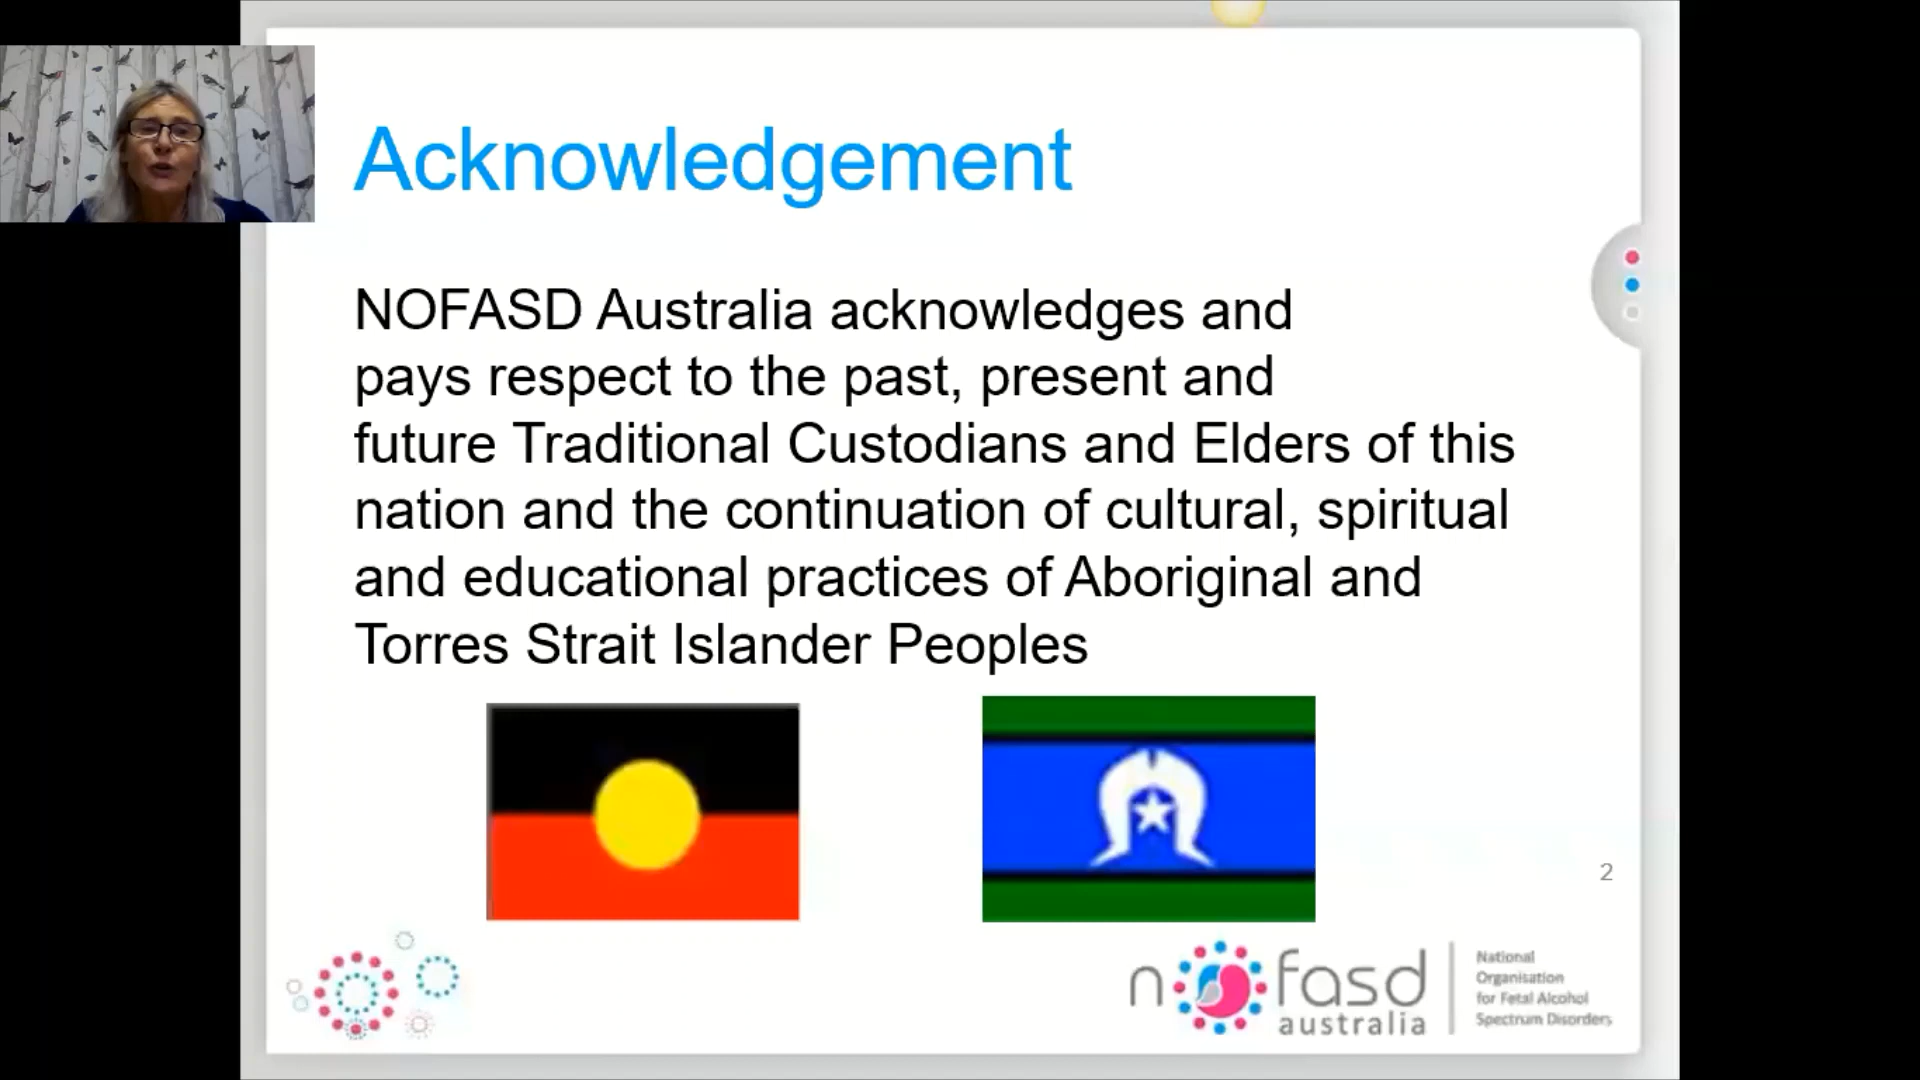 Acknowledgement
NOFASD Australia acknowledges and
pays respect to the past, present and
future Traditional Custodians and Elders of this
nation and the continuation of cultural, spiritual
and educational practices of Aboriginal and
Torres Strait Islander Peoples
2
nofasd
australia
National
Organisation
for Fetal Alcohol
Spectrum Disorders